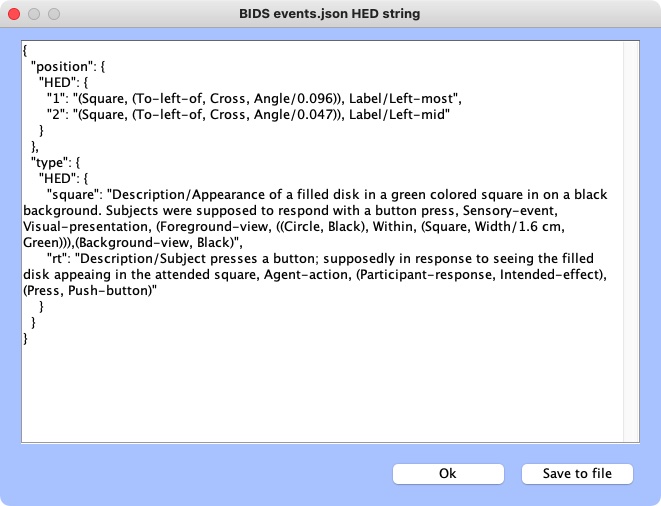 BIDS events.json HED string
{
"position": {
"HED": {
"1": "(Square, (To-left-of, Cross, Angle/0.096)), Label/Left-most",
"2": "(Square, (To-left-of, Cross, Angle/0.047)), Label/Left-mid"
}
},
"type": {
"HED": {
"square": "Description/Appearance of a filled disk in a green colored square in on a black
background. Subjects were supposed to respond with a button press, Sensory-event,
Visual-presentation, (Foreground-view, ((Circle, Black), Within, (Square, Width/1.6 cm,
Green))),(Background-view, Black)",
"rt": "Description/Subject presses a button; supposedly in response to seeing the filled
disk appeaing in the attended square, Agent-action, (Participant-response, Intended-effect),
(Press, Push-button)"
}
}
}
Ok
Save to file